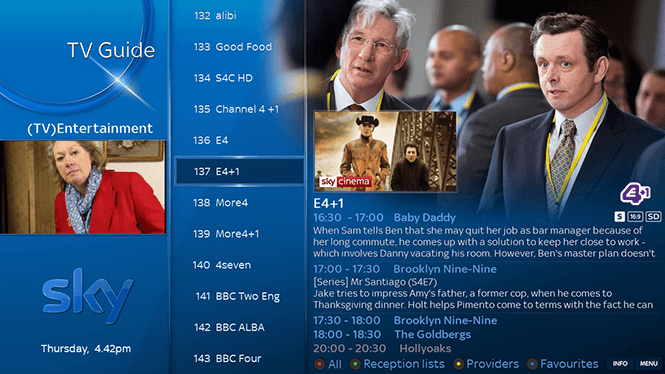 TV Guide
(TV)Entertainment
sky
Thursday, 4.42pm
132 alibi
133 Good Food
134 S4C HD
135 Channel 4 +1
136 E4
137 E4+1
138 More4
139 More4+1
140 4seven
141 BBC Two Eng
142 BBC ALBA
143 BBC Four
sky cinema
E4+1
4+1
S 16:9 SD
16:30 - 17:00 Baby Daddy
When Sam tells Ben that she may quit her job as bar manager because of
her long commute, he comes up with a solution to keep her close to work -
which involves Danny vacating his room. However, Ben's master plan doesn't
17:00 - 17:30 Brooklyn Nine-Nine
[Series] Mr Santiago (S4E7)
Jake tries to impress Amy's father, a former cop, when he comes to
Thanksgiving dinner. Holt helps Pimento come to terms with the fact he can
17:30 - 18:00 Brooklyn Nine-Nine
18:00 - 18:30 The Goldbergs
20:00 - 20:30 Hollyoaks
All Reception lists Providers Favourites INFO MENU